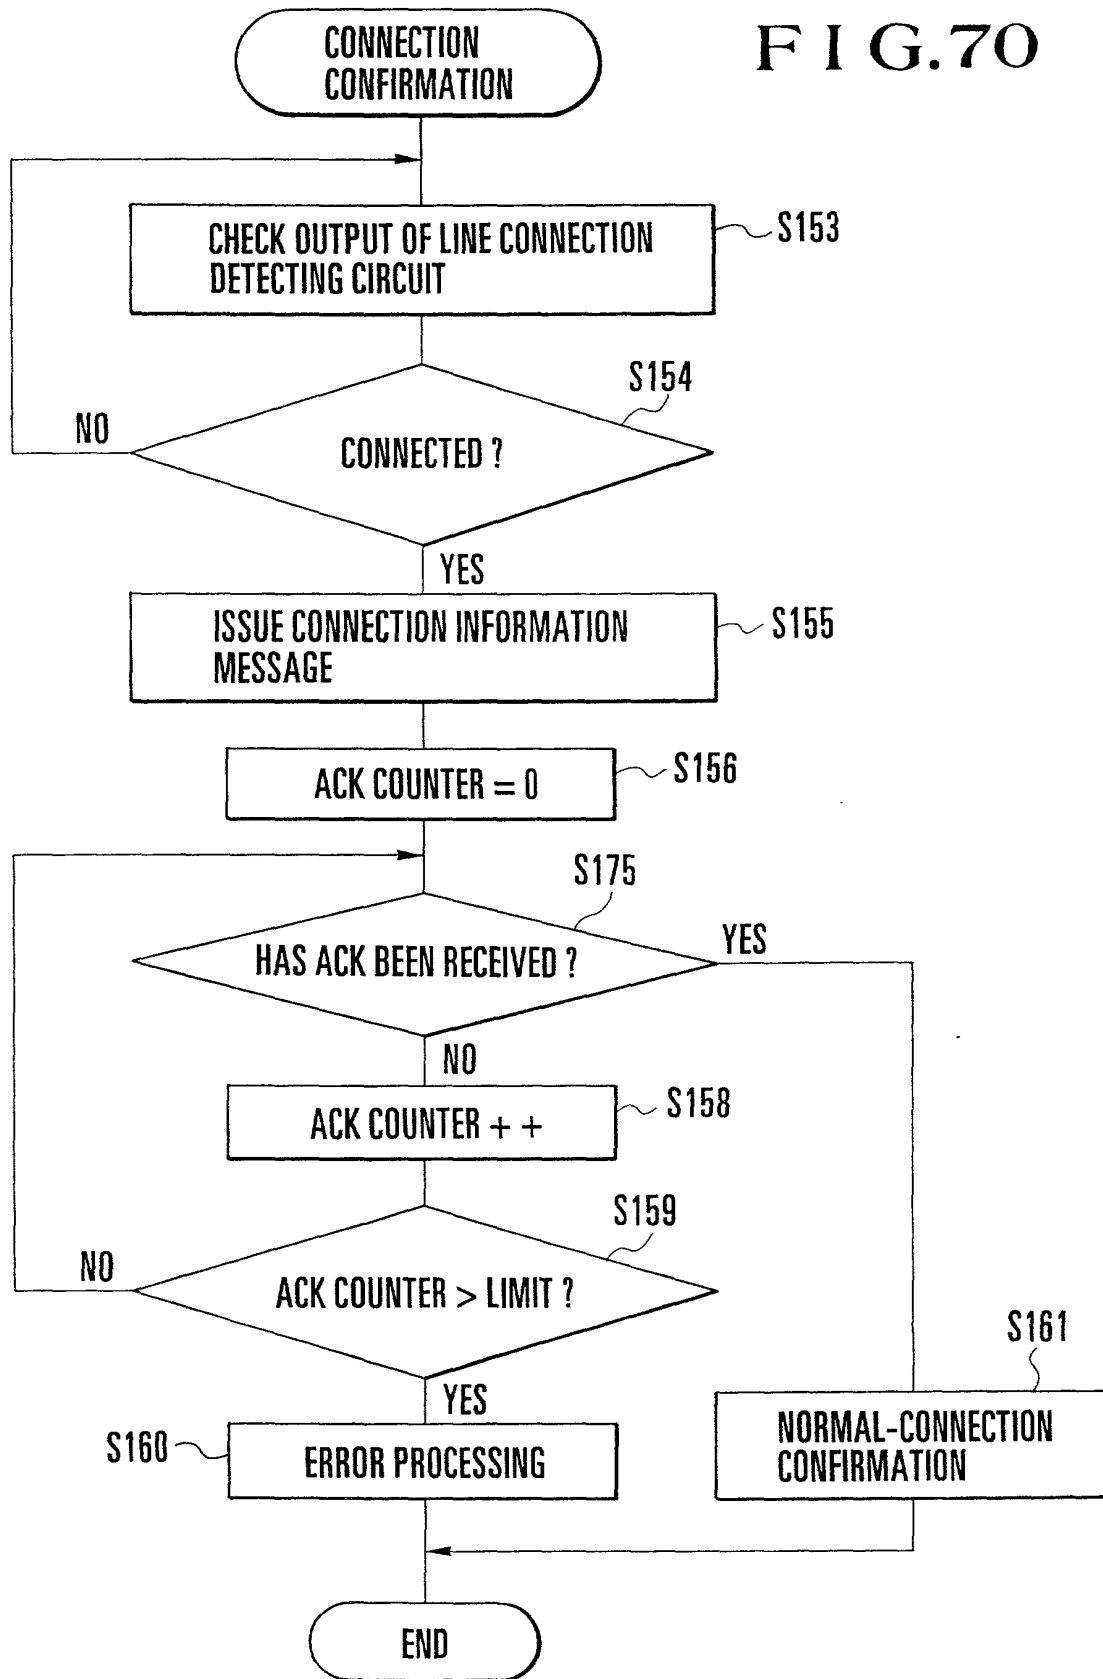 FIG.70
CONNECTION
CONFIRMATION
CHECK OUTPUT OF LINE CONNECTION
DETECTING CIRCUIT
S153
S154
NO
CONNECTED ?
YES
ISSUE CONNECTION INFORMATION
MESSAGE
S155
ACK COUNTER = 0
S156
S175
HAS ACK BEEN RECEIVED ?
YES
NO
ACK COUNTER + +
S158
S159
NO
ACK COUNTER > LIMIT ?
YES
S160
ERROR PROCESSING
S161
NORMAL-CONNECTION
CONFIRMATION
END